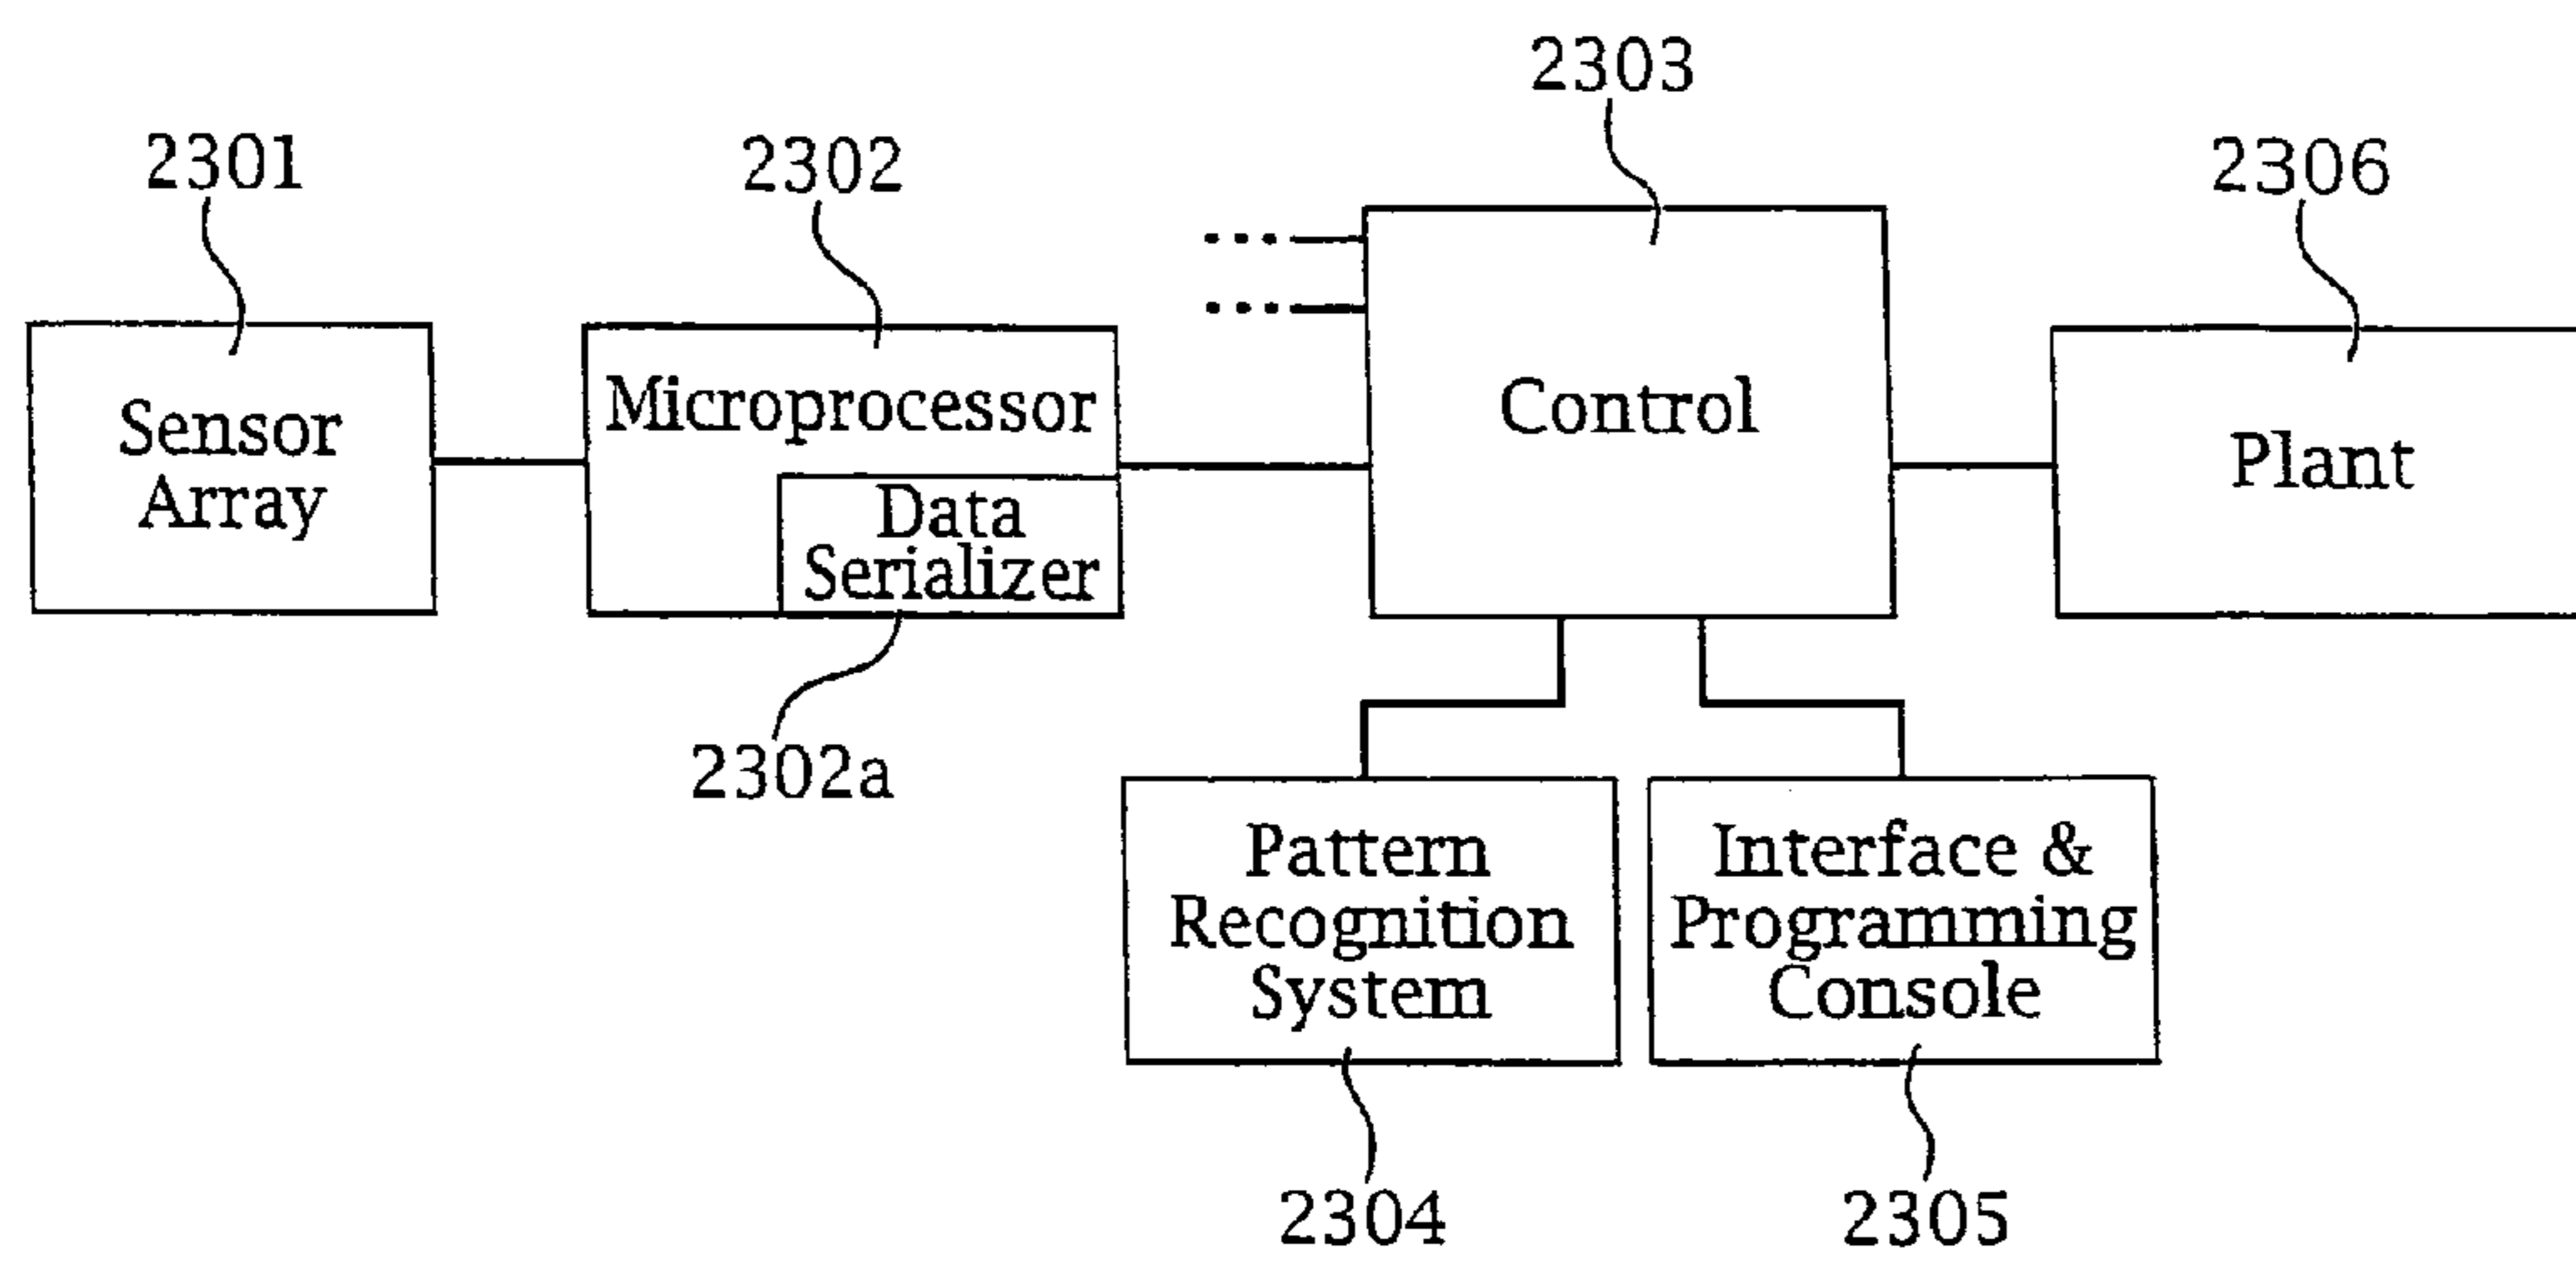 2303
2301
2302
2306
Sensor
Array
Microprocessor
Data
Serializer
Control
Plant
2302a
Pattern
Recognition
System
Interface &
Programming
Console
2304
2305